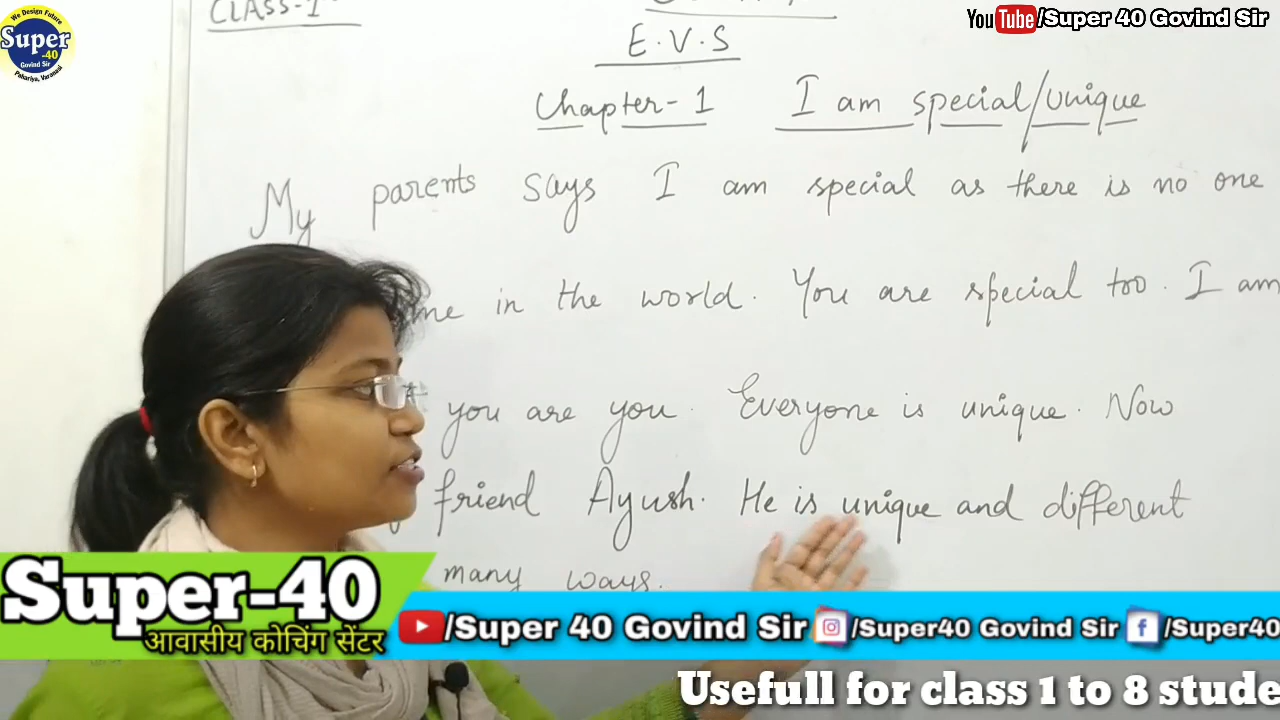 CLASS-1
We Design Future
Super
-40
Govind Sir
Pahariya, Varanasi
YouTube/Super 40 Govind Sir
E.V.S
Chapter-1 I am special/unique
My parents says I am special as there is no one
me in the world. You are special too. I am
you are you. Everyone is unique. Now
friend Ayush. He is unique and different
many ways.
Super-40
आवासीय कोचिंग सेंटर
/Super 40 Govind Sir /Super40 Govind Sir /Super40
Usefull for class 1 to 8 stude